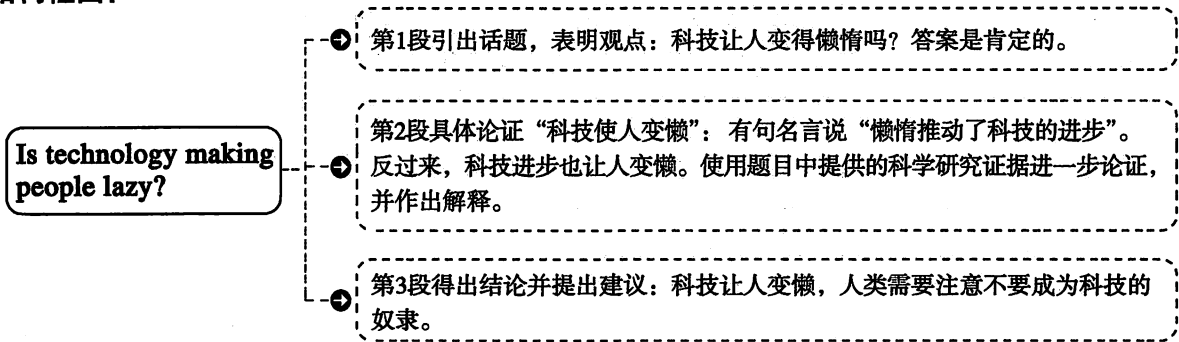 第1段引出话题，表明观点：科技让人变得懒惰吗？答案是肯定的。
Is technology making
people lazy?
第2段具体论证“科技使人变懒”：有句名言说“懒惰推动了科技的进步”。
反过来，科技进步也让人变懒。使用题目中提供的科学研究证据进一步论证，
并作出解释。
第3段得出结论并提出建议：科技让人变懒，人类需要注意不要成为科技的
奴隶。